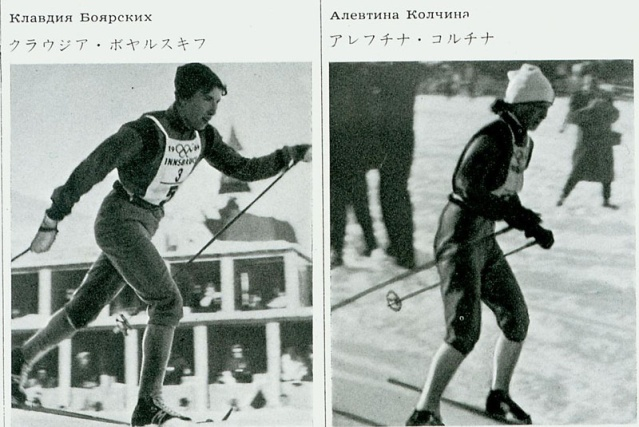 Клавдия Боярских
クラウジア・ボヤルスキフ
Алевтина Колчина
アレフチナ・コルチナ
INNSBRUCK
3